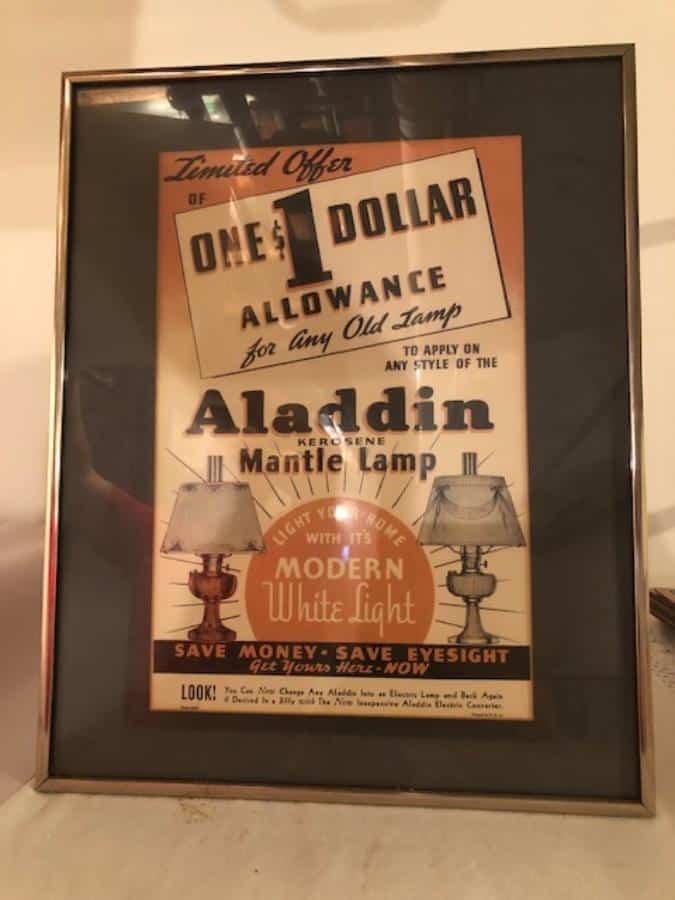 Limited Offer
OF
ONE $1 DOLLAR
ALLOWANCE
for Any Old Lamp
TO APPLY ON
ANY STYLE OF THE
Aladdin
KEROSENE
Mantle Lamp
LIGHT YOUR HOME
WITH IT'S
MODERN
White Light
SAVE MONEY · SAVE EYESIGHT
Get Yours Here - NOW
LOOK! You Can Now Change Any Aladdin Into an Electric Lamp and Back Again
if Desired In a Jiffy with The New Inexpensive Aladdin Electric Converter.